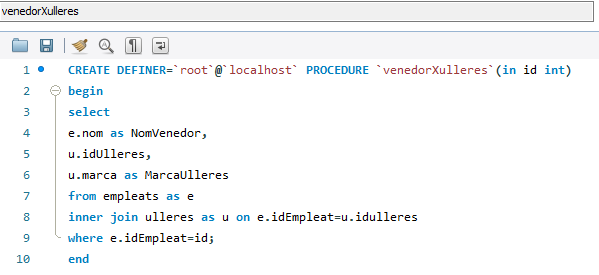 venedorXulleres
1 CREATE DEFINER=`root`@`localhost` PROCEDURE `venedorXulleres`(in id int)
2 begin
3 select
4 e.nom as NomVenedor,
5 u.idUlleres,
6 u.marca as MarcaUlleres
7 from empleats as e
8 inner join ulleres as u on e.idEmpleat=u.idulleres
9 where e.idEmpleat=id;
10 end